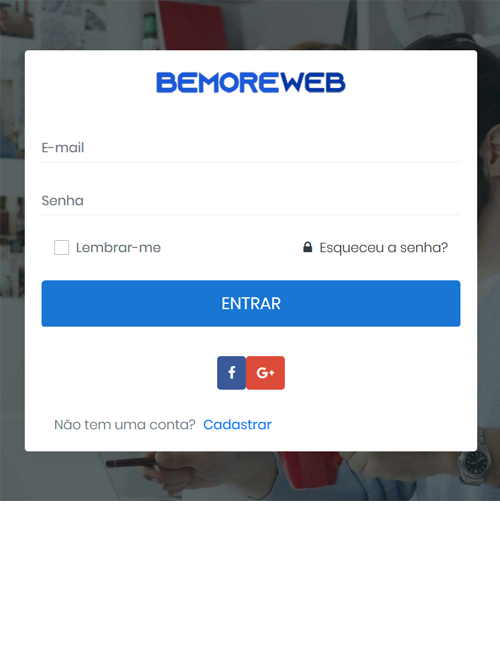 BEMOREWEB
E-mail
Senha
Lembrar-me Esqueceu a senha?
ENTRAR
f G+
Não tem uma conta? Cadastrar